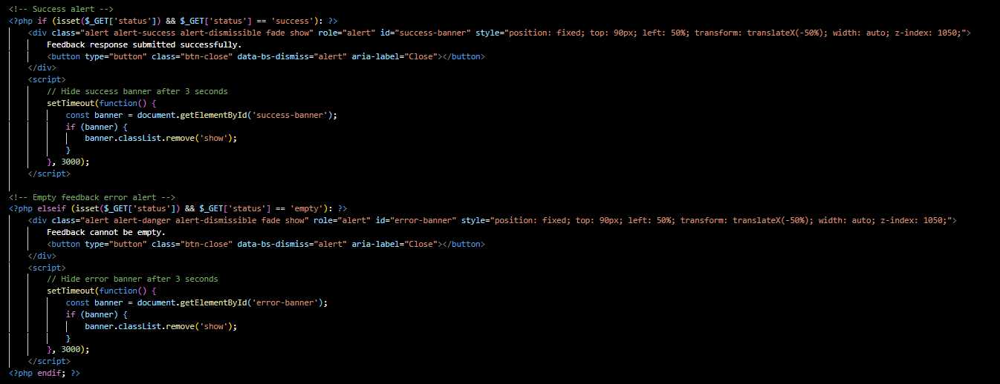 <!-- Success alert -->
<?php if (isset($_GET['status']) && $_GET['status'] == 'success'): ?>
    <div class="alert alert-success alert-dismissible fade show" role="alert" id="success-banner" style="position: fixed; top: 90px; left: 50%; transform: translateX(-50%); width: auto; z-index: 1050;">
        Feedback response submitted successfully.
        <button type="button" class="btn-close" data-bs-dismiss="alert" aria-label="Close"></button>
    </div>
    <script>
        // Hide success banner after 3 seconds
        setTimeout(function() {
            const banner = document.getElementById('success-banner');
            if (banner) {
                banner.classList.remove('show');
            }
        }, 3000);
    </script>

<!-- Empty feedback error alert -->
<?php elseif (isset($_GET['status']) && $_GET['status'] == 'empty'): ?>
    <div class="alert alert-danger alert-dismissible fade show" role="alert" id="error-banner" style="position: fixed; top: 90px; left: 50%; transform: translateX(-50%); width: auto; z-index: 1050;">
        Feedback cannot be empty.
        <button type="button" class="btn-close" data-bs-dismiss="alert" aria-label="Close"></button>
    </div>
    <script>
        // Hide error banner after 3 seconds
        setTimeout(function() {
            const banner = document.getElementById('error-banner');
            if (banner) {
                banner.classList.remove('show');
            }
        }, 3000);
    </script>
<?php endif; ?>